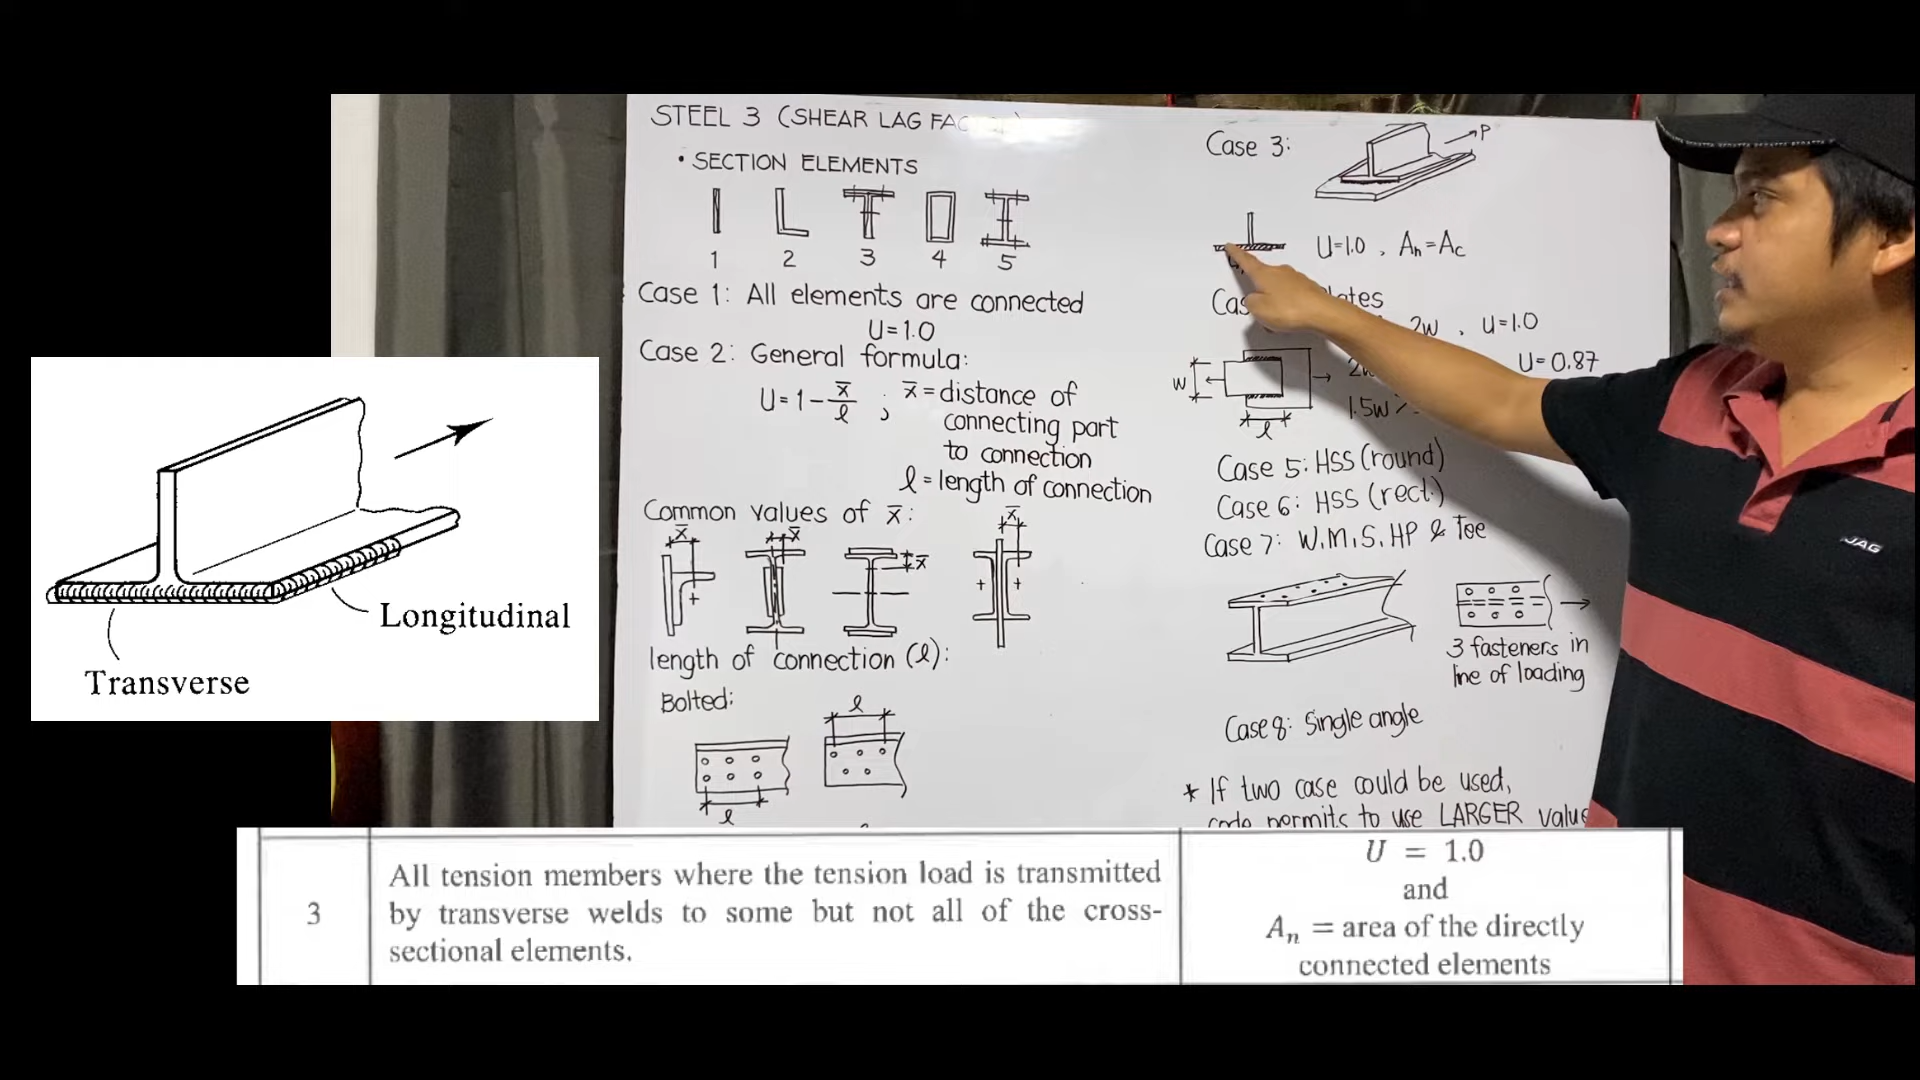 STEEL 3 (SHEAR LAG
• SECTION ELEMENTS
1 2 3 4 5
Case 1: All elements are connected
U=1.0
Case 2: General formula:
U = 1 - x̄/ℓ ; x̄ = distance of
connecting part
to connection
ℓ = length of connection
Common values of x̄:
x̄ x̄ x̄ x̄
length of connection (ℓ):
Bolted:
ℓ
ℓ
Case 3:
P
U=1.0 , An=Ac
2w , U=1.0
U=0.87
w
1.5w >
ℓ
Case 5: HSS (round)
Case 6: HSS (rect.)
Case 7: W,M,S,HP & Tee
3 fasteners in
line of loading
Case 8: Single angle
* If two case could be used,
code permits to use LARGER value
JAG
Longitudinal
Transverse
3
All tension members where the tension load is transmitted
by transverse welds to some but not all of the cross-
sectional elements.
U = 1.0
and
An = area of the directly
connected elements